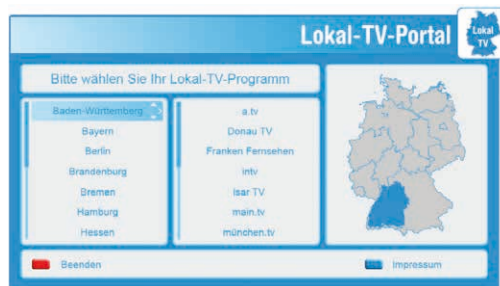 Lokal-TV-Portal
Lokal
TV
Bitte wählen Sie Ihr Lokal-TV-Programm
Baden-Württemberg
Bayern
Berlin
Brandenburg
Bremen
Hamburg
Hessen
a.tv
Donau TV
Franken Fernsehen
intv
Isar TV
main.tv
münchen.tv
Beenden
Impressum